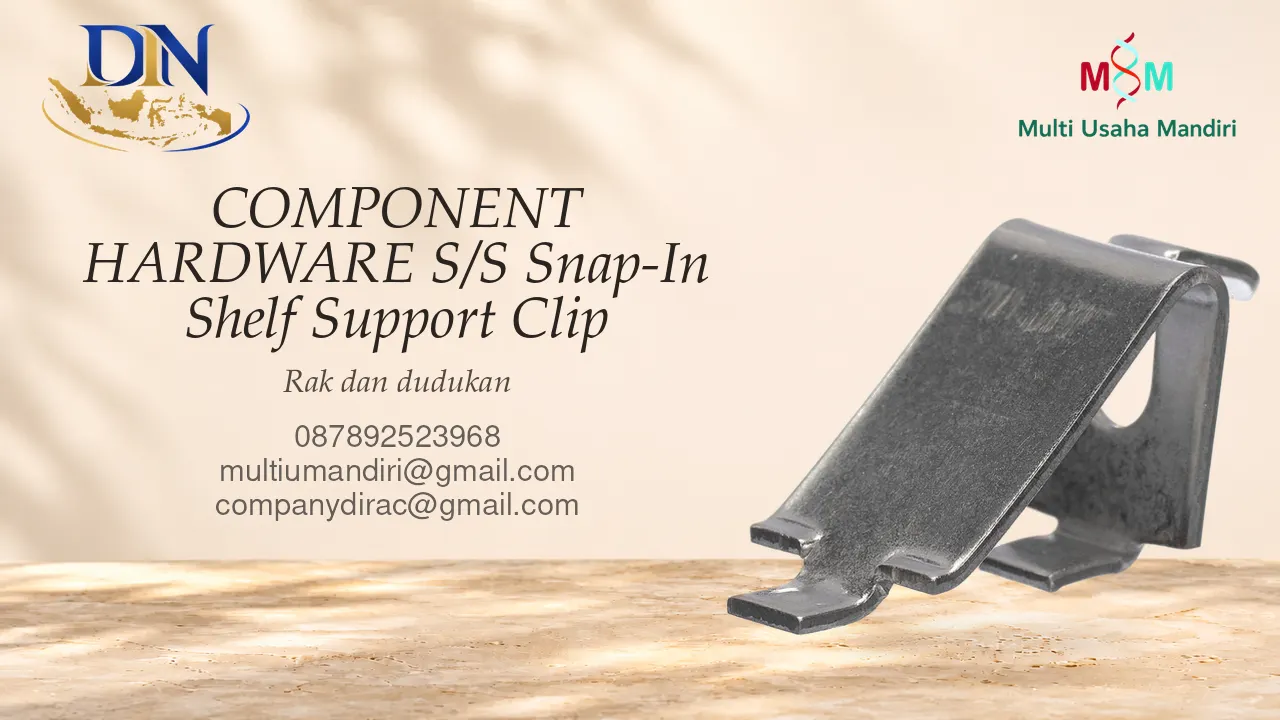 DIN
M M
Multi Usaha Mandiri
COMPONENT
HARDWARE S/S Snap-In
Shelf Support Clip
Rak dan dudukan
087892523968
multiumandiri@gmail.com
companydirac@gmail.com